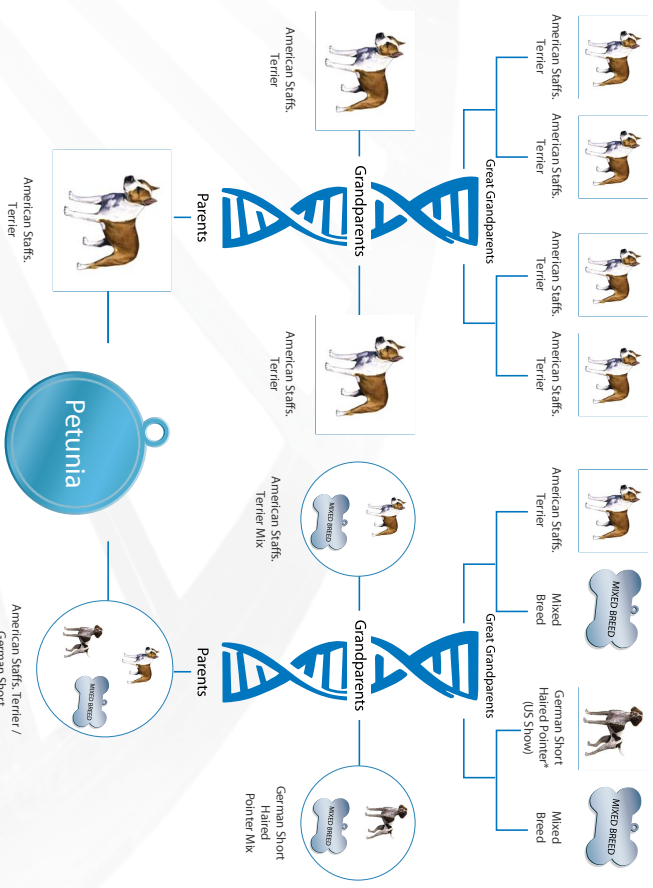 American Staffs.
Terrier
American Staffs.
Terrier
American Staffs.
Terrier
American Staffs.
Terrier
American Staffs.
Terrier
MIXED BREED
Mixed
Breed
German Short
Haired Pointer*
(US Show)
MIXED BREED
Mixed
Breed
Great Grandparents
Great Grandparents
Grandparents
American Staffs.
Terrier
American Staffs.
Terrier
Grandparents
MIXED BREED
American Staffs.
Terrier Mix
MIXED BREED
German Short
Haired
Pointer Mix
Parents
American Staffs.
Terrier
Parents
MIXED BREED
American Staffs. Terrier /
German Short
Petunia